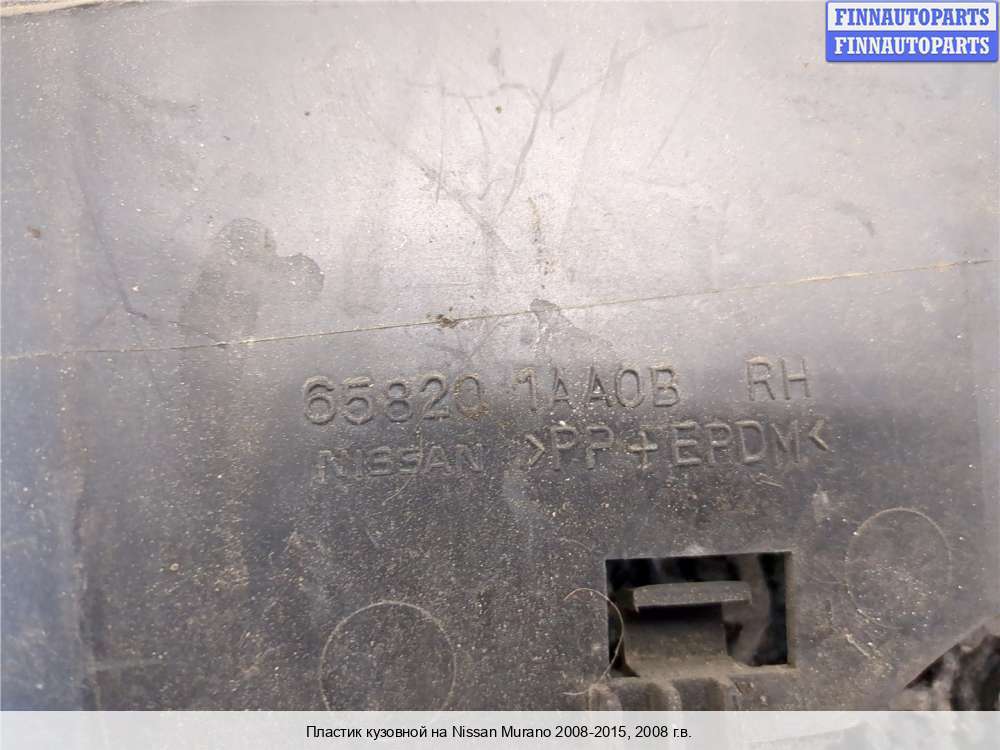 FINNAUTOPARTS
FINNAUTOPARTS
65820 1AA0B RH
NISSAN >PP+EPDM<
Пластик кузовной на Nissan Murano 2008-2015, 2008 г.в.